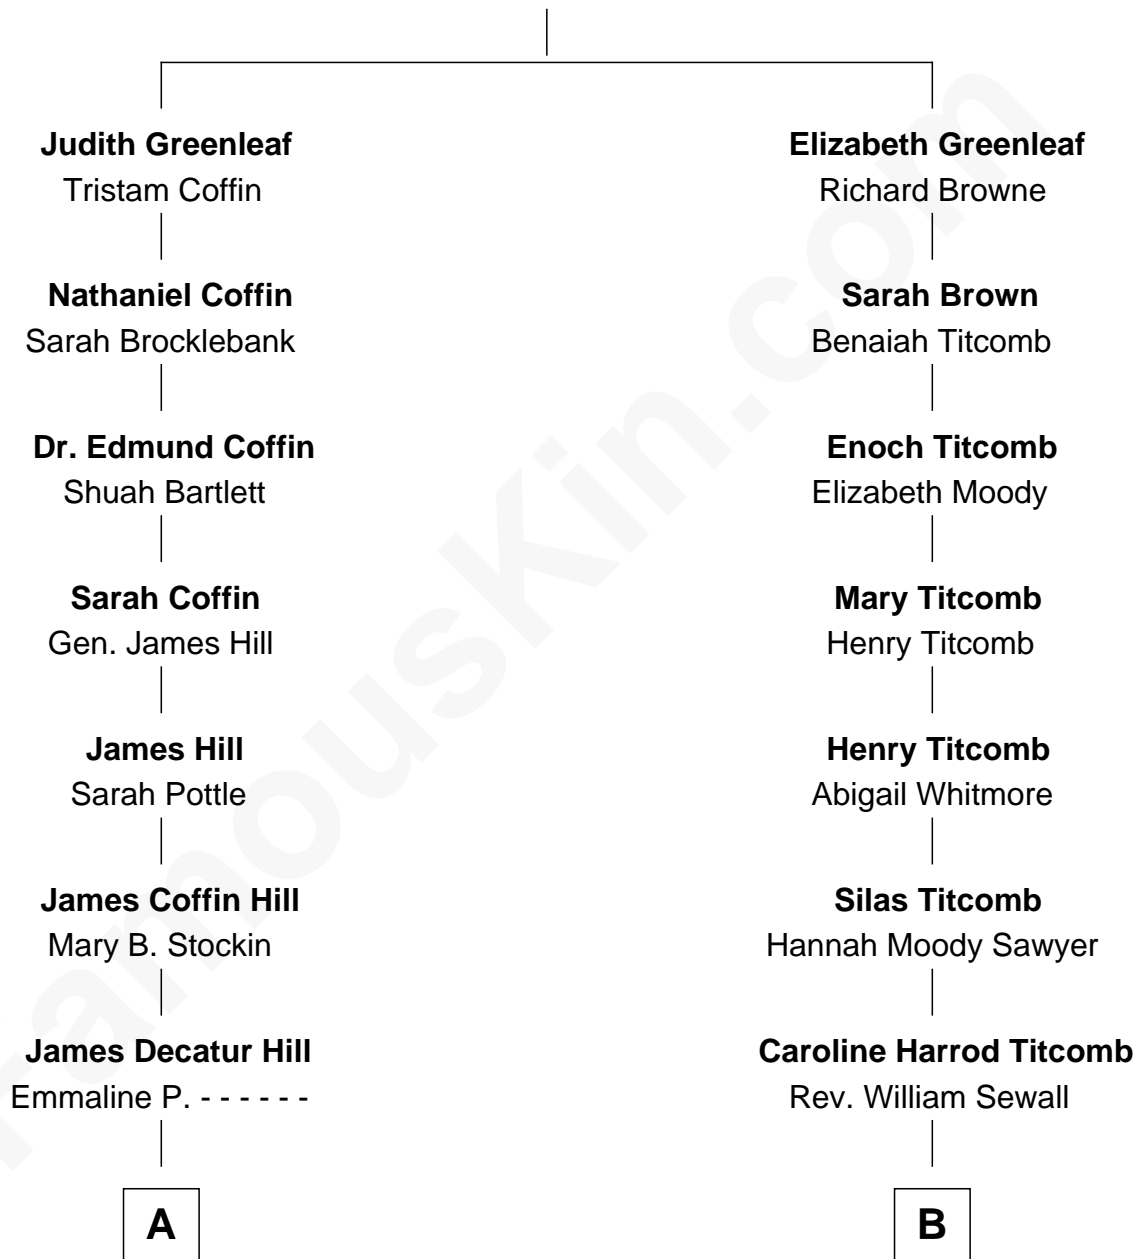 Judith Greenleaf
Tristam Coffin
Nathaniel Coffin
Sarah Brocklebank
Dr. Edmund Coffin
Shuah Bartlett
Sarah Coffin
Gen. James Hill
James Hill
Sarah Pottle
James Coffin Hill
Mary B. Stockin
James Decatur Hill
Emmaline P. - - - - - -
A
Elizabeth Greenleaf
Richard Browne
Sarah Brown
Benaiah Titcomb
Enoch Titcomb
Elizabeth Moody
Mary Titcomb
Henry Titcomb
Henry Titcomb
Abigail Whitmore
Silas Titcomb
Hannah Moody Sawyer
Caroline Harrod Titcomb
Rev. William Sewall
B
FamousKin.com